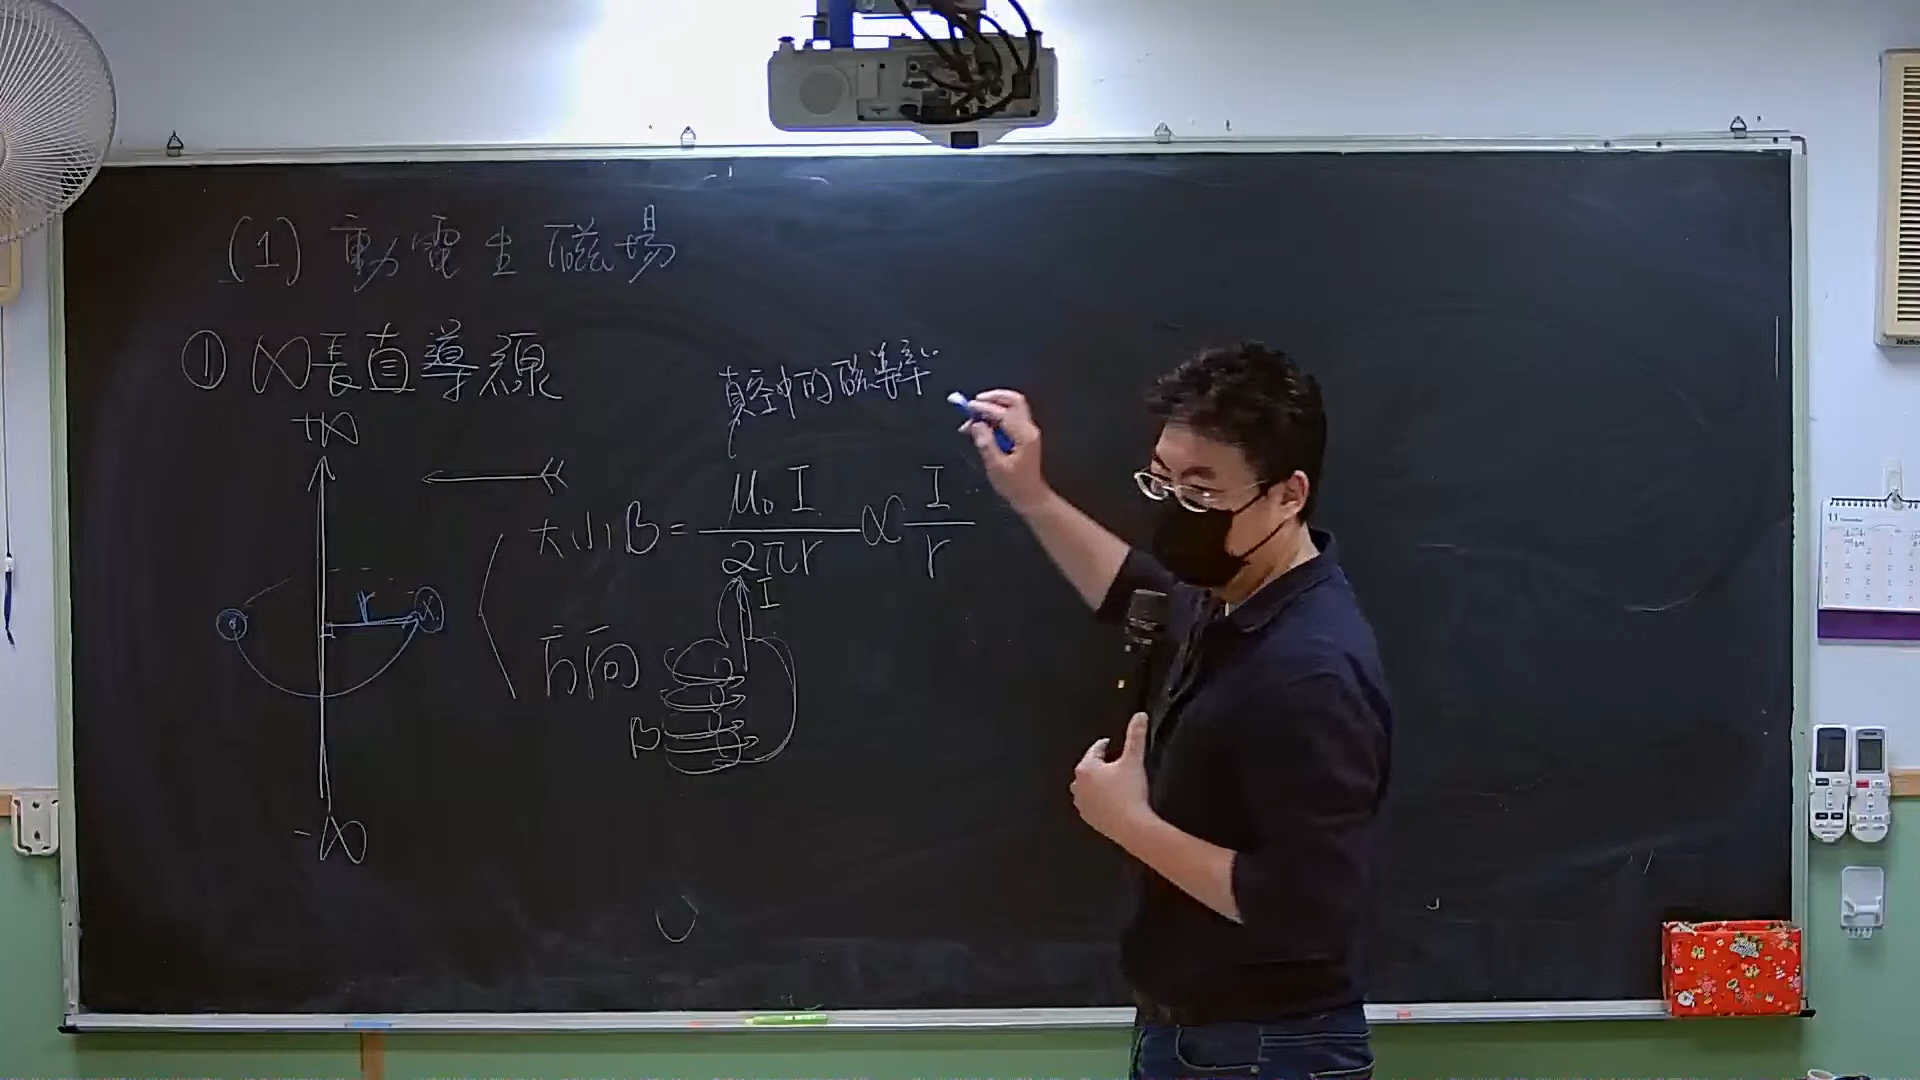 (1) 動電生磁場
① ∞長直導線
+∞
真空中的磁導率
大小 B = μ₀I / 2πr ∝ I / r
r
×
I
方向
B
-∞
11